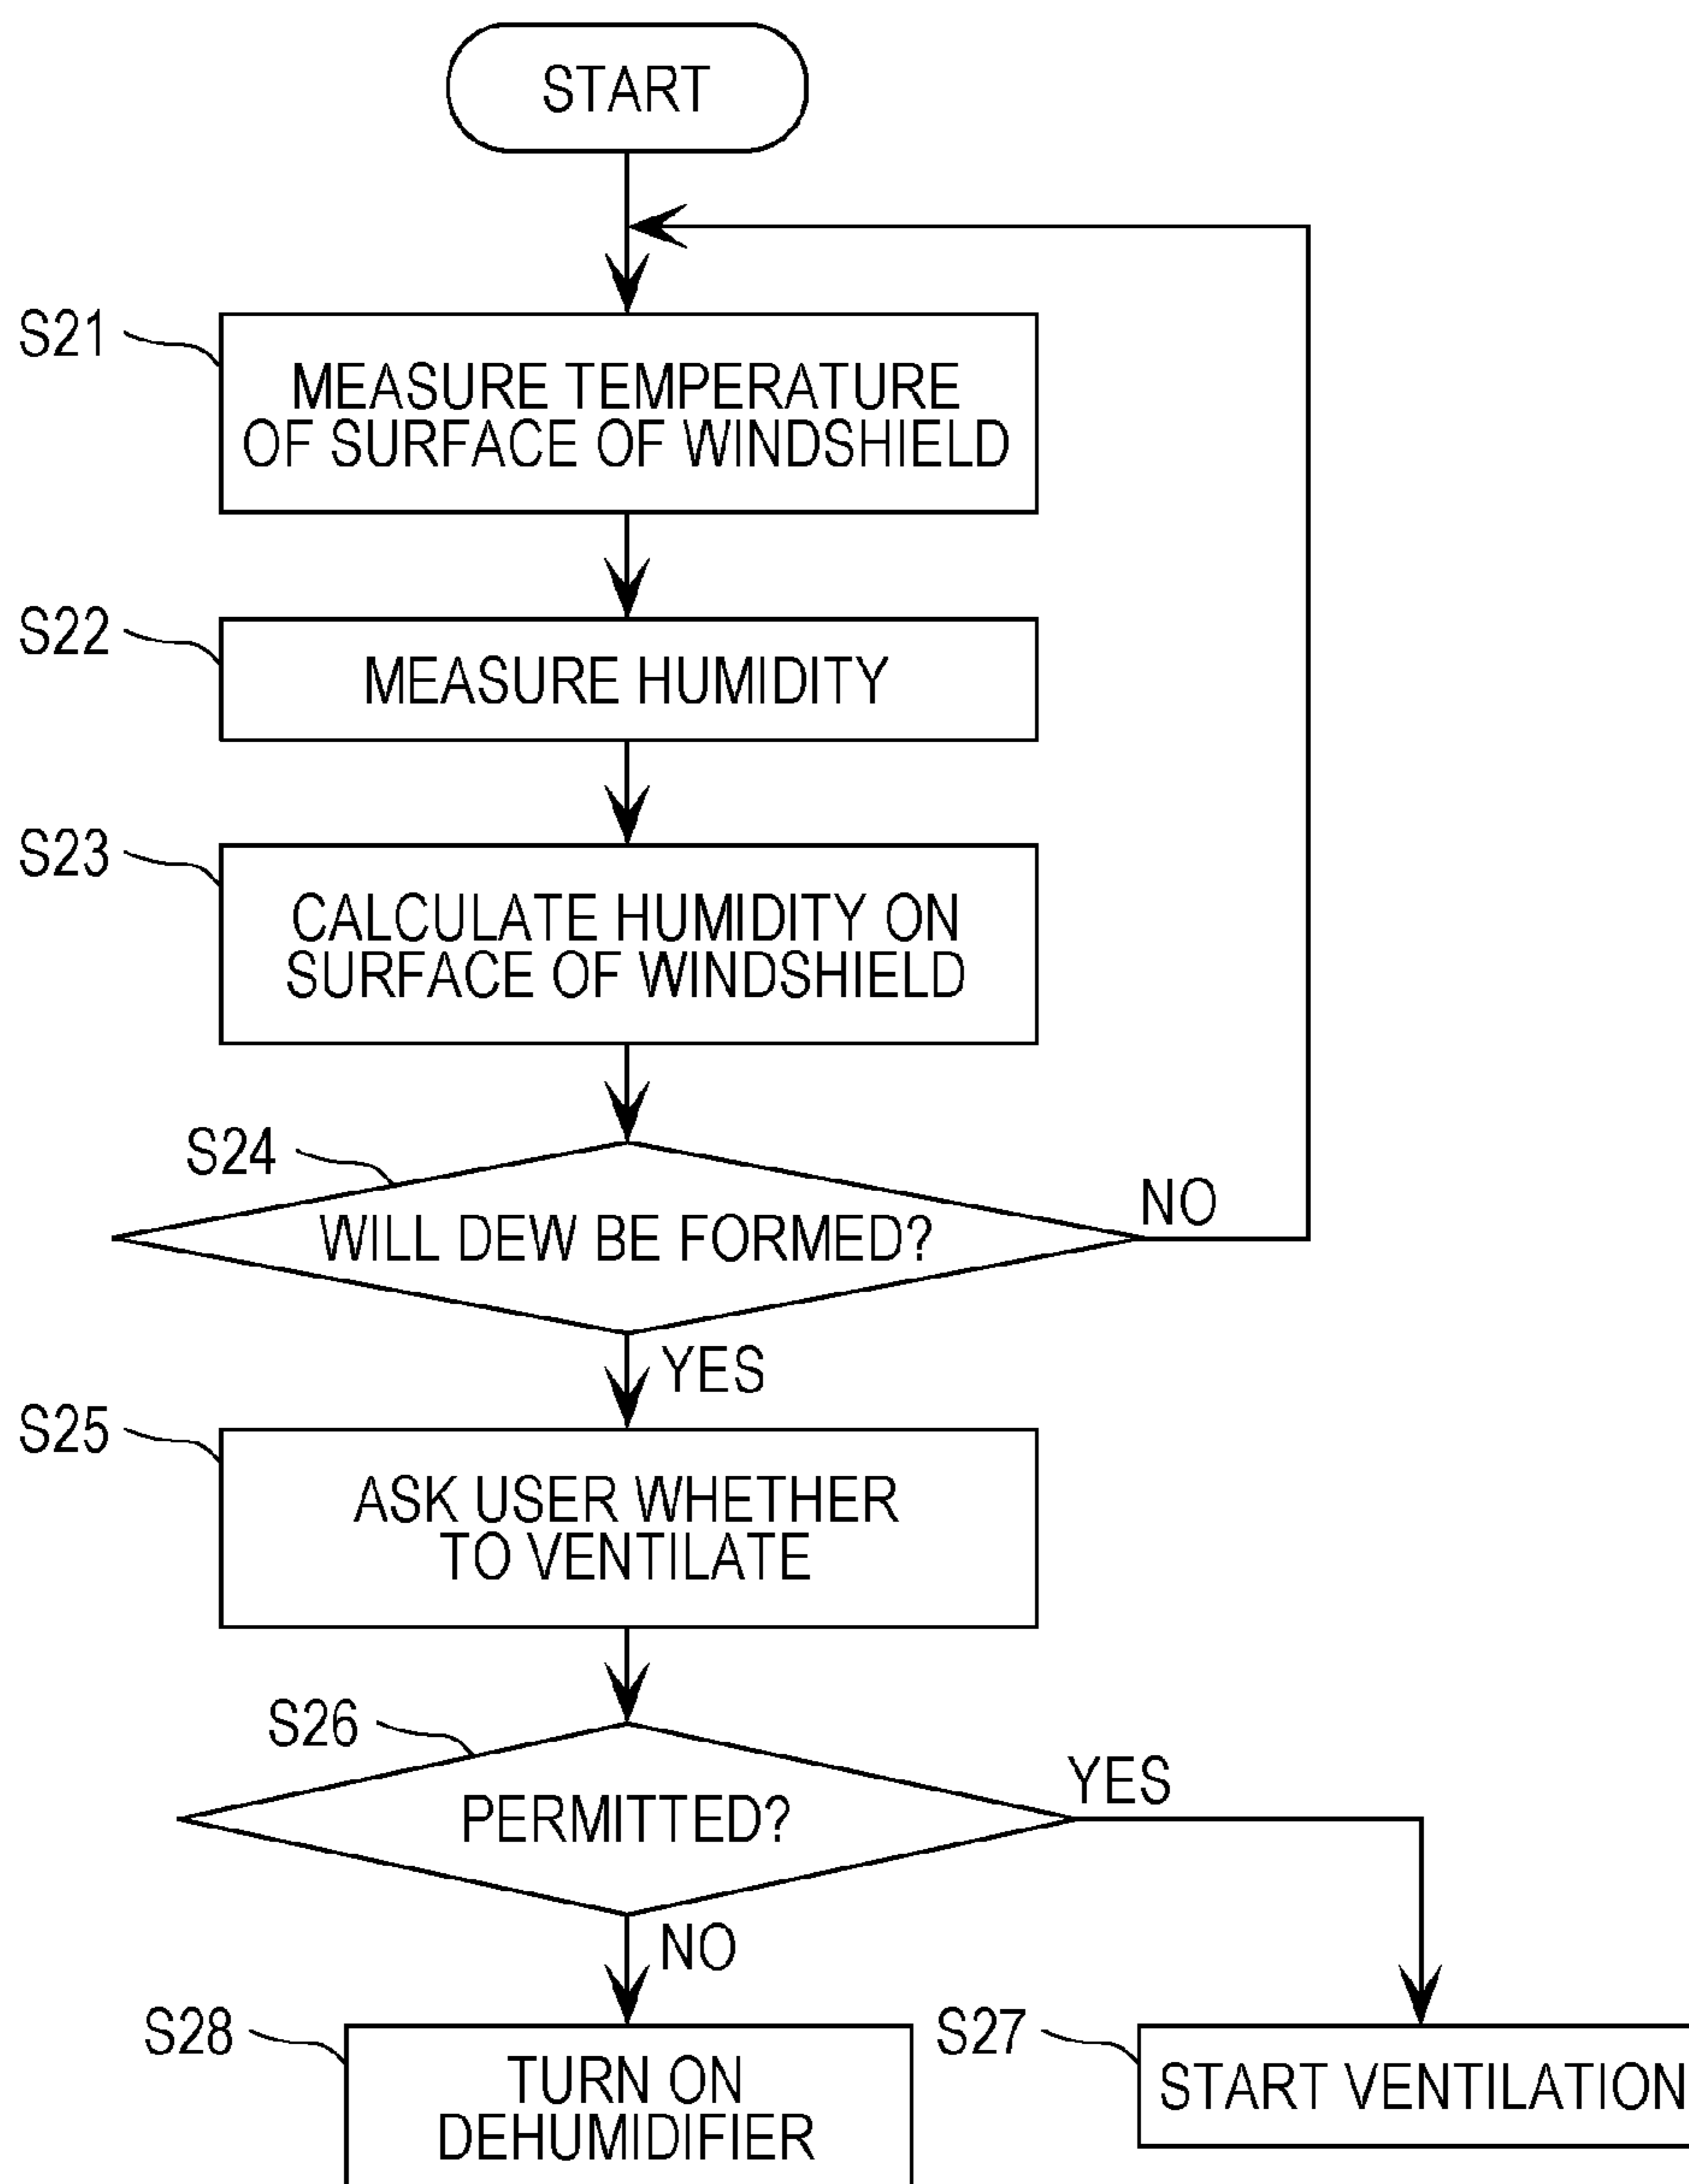 START
S21
MEASURE TEMPERATURE
OF SURFACE OF WINDSHIELD
S22
MEASURE HUMIDITY
S23
CALCULATE HUMIDITY ON
SURFACE OF WINDSHIELD
S24
WILL DEW BE FORMED?
NO
YES
S25
ASK USER WHETHER
TO VENTILATE
S26
PERMITTED?
YES
NO
S28
TURN ON
DEHUMIDIFIER
S27
START VENTILATION